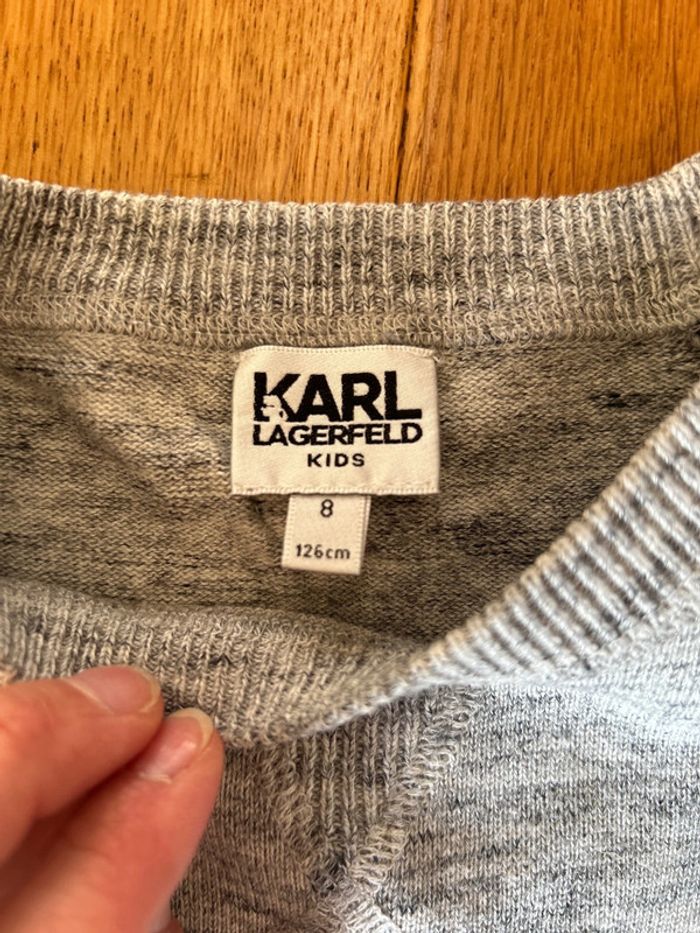 KARL
LAGERFELD
KIDS
8
126cm